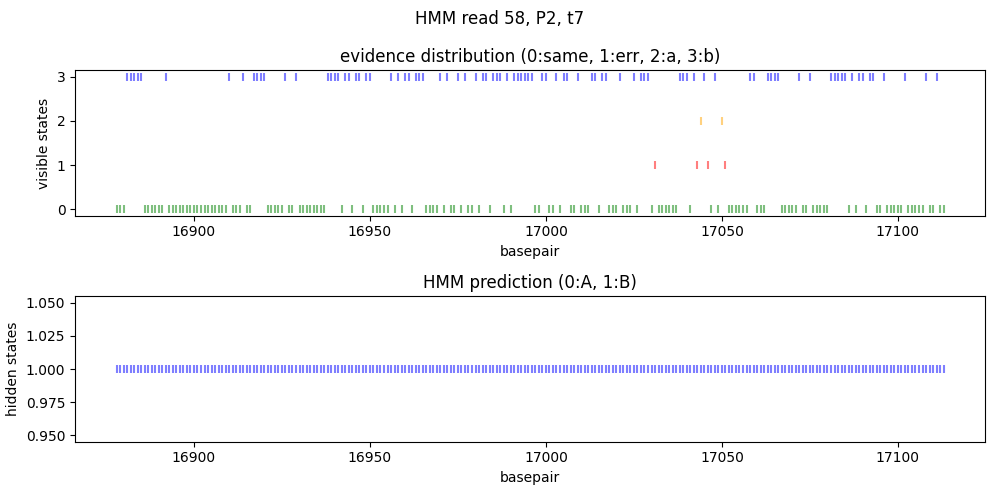 HMM read 58, P2, t7
evidence distribution (0:same, 1:err, 2:a, 3:b)
visible states
3
2
1
0
16900 16950 17000 17050 17100
basepair
HMM prediction (0:A, 1:B)
hidden states
1.050
1.025
1.000
0.975
0.950
16900 16950 17000 17050 17100
basepair